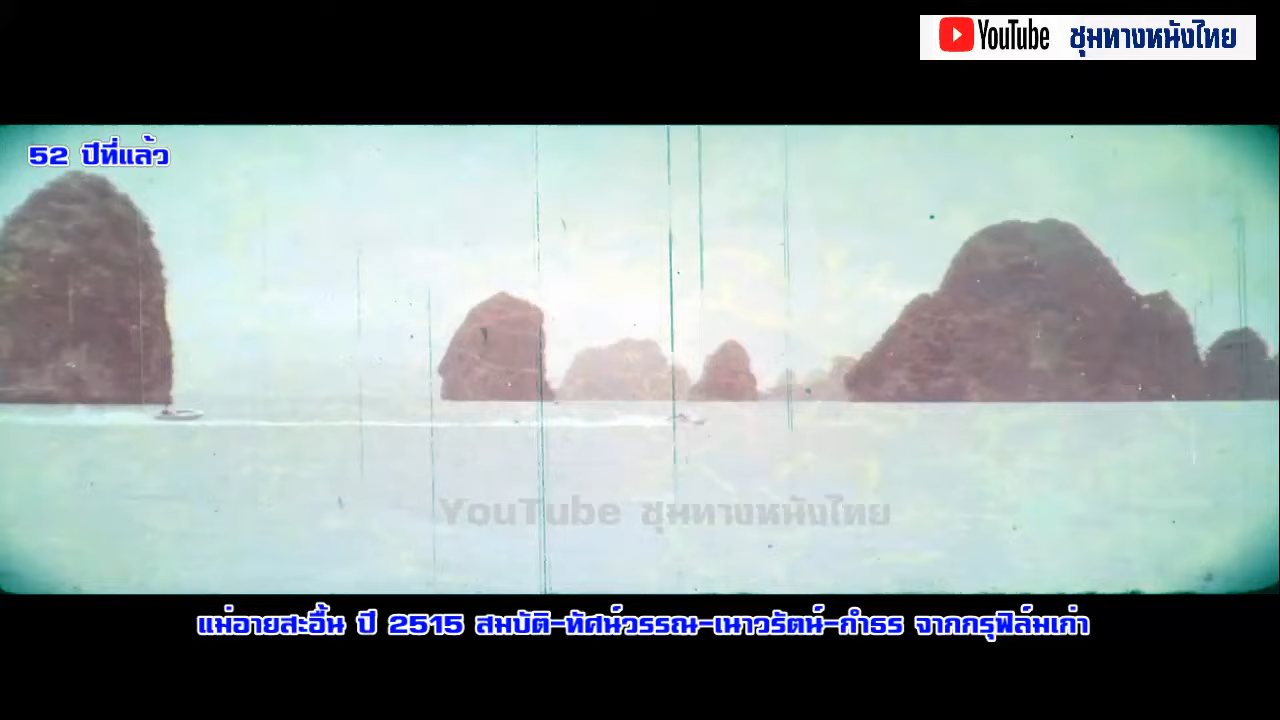 YouTube ชุมทางหนังไทย
52 ปีที่แล้ว
YouTube ชุมทางหนังไทย
แม่อายสะอื้น ปี 2515 สมบัติ-ทัศน์วรรณ-เนาวรัตน์-กำธร จากกรุฟิล์มเก่า